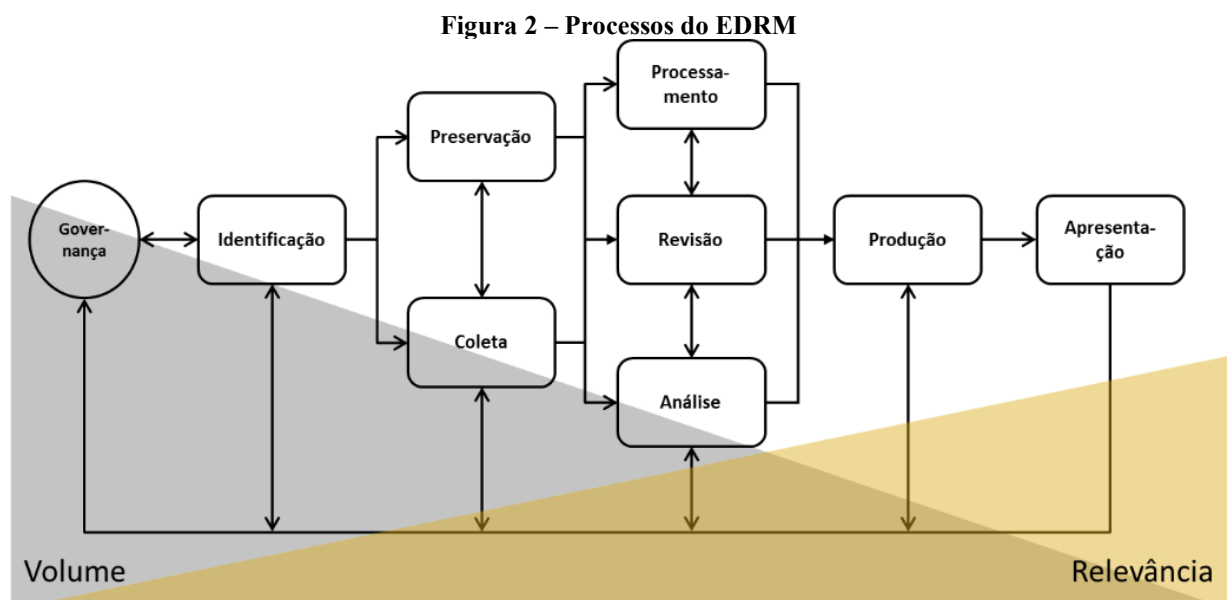 Figura 2 – Processos do EDRM
Processa-
mento
Preservação
Gover-
nança
Identificação
Revisão
Produção
Apresenta-
ção
Coleta
Análise
Volume
Relevância